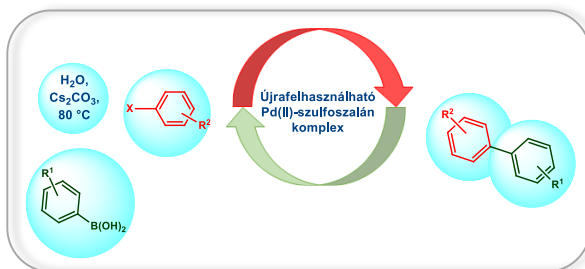 H₂O,
Cs₂CO₃,
80 °C
X
R²
R¹
B(OH)₂
Újrafelhasználható
Pd(II)-szulfoszalán
komplex
R²
R¹